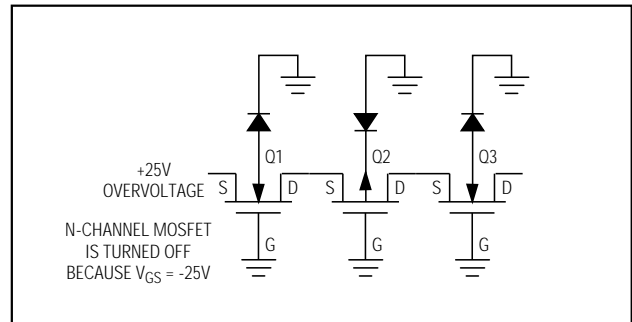 Q1
Q2
Q3
+25V
OVERVOLTAGE
S
D
S
D
S
D
N-CHANNEL MOSFET
IS TURNED OFF
BECAUSE VGS = -25V
G
G
G